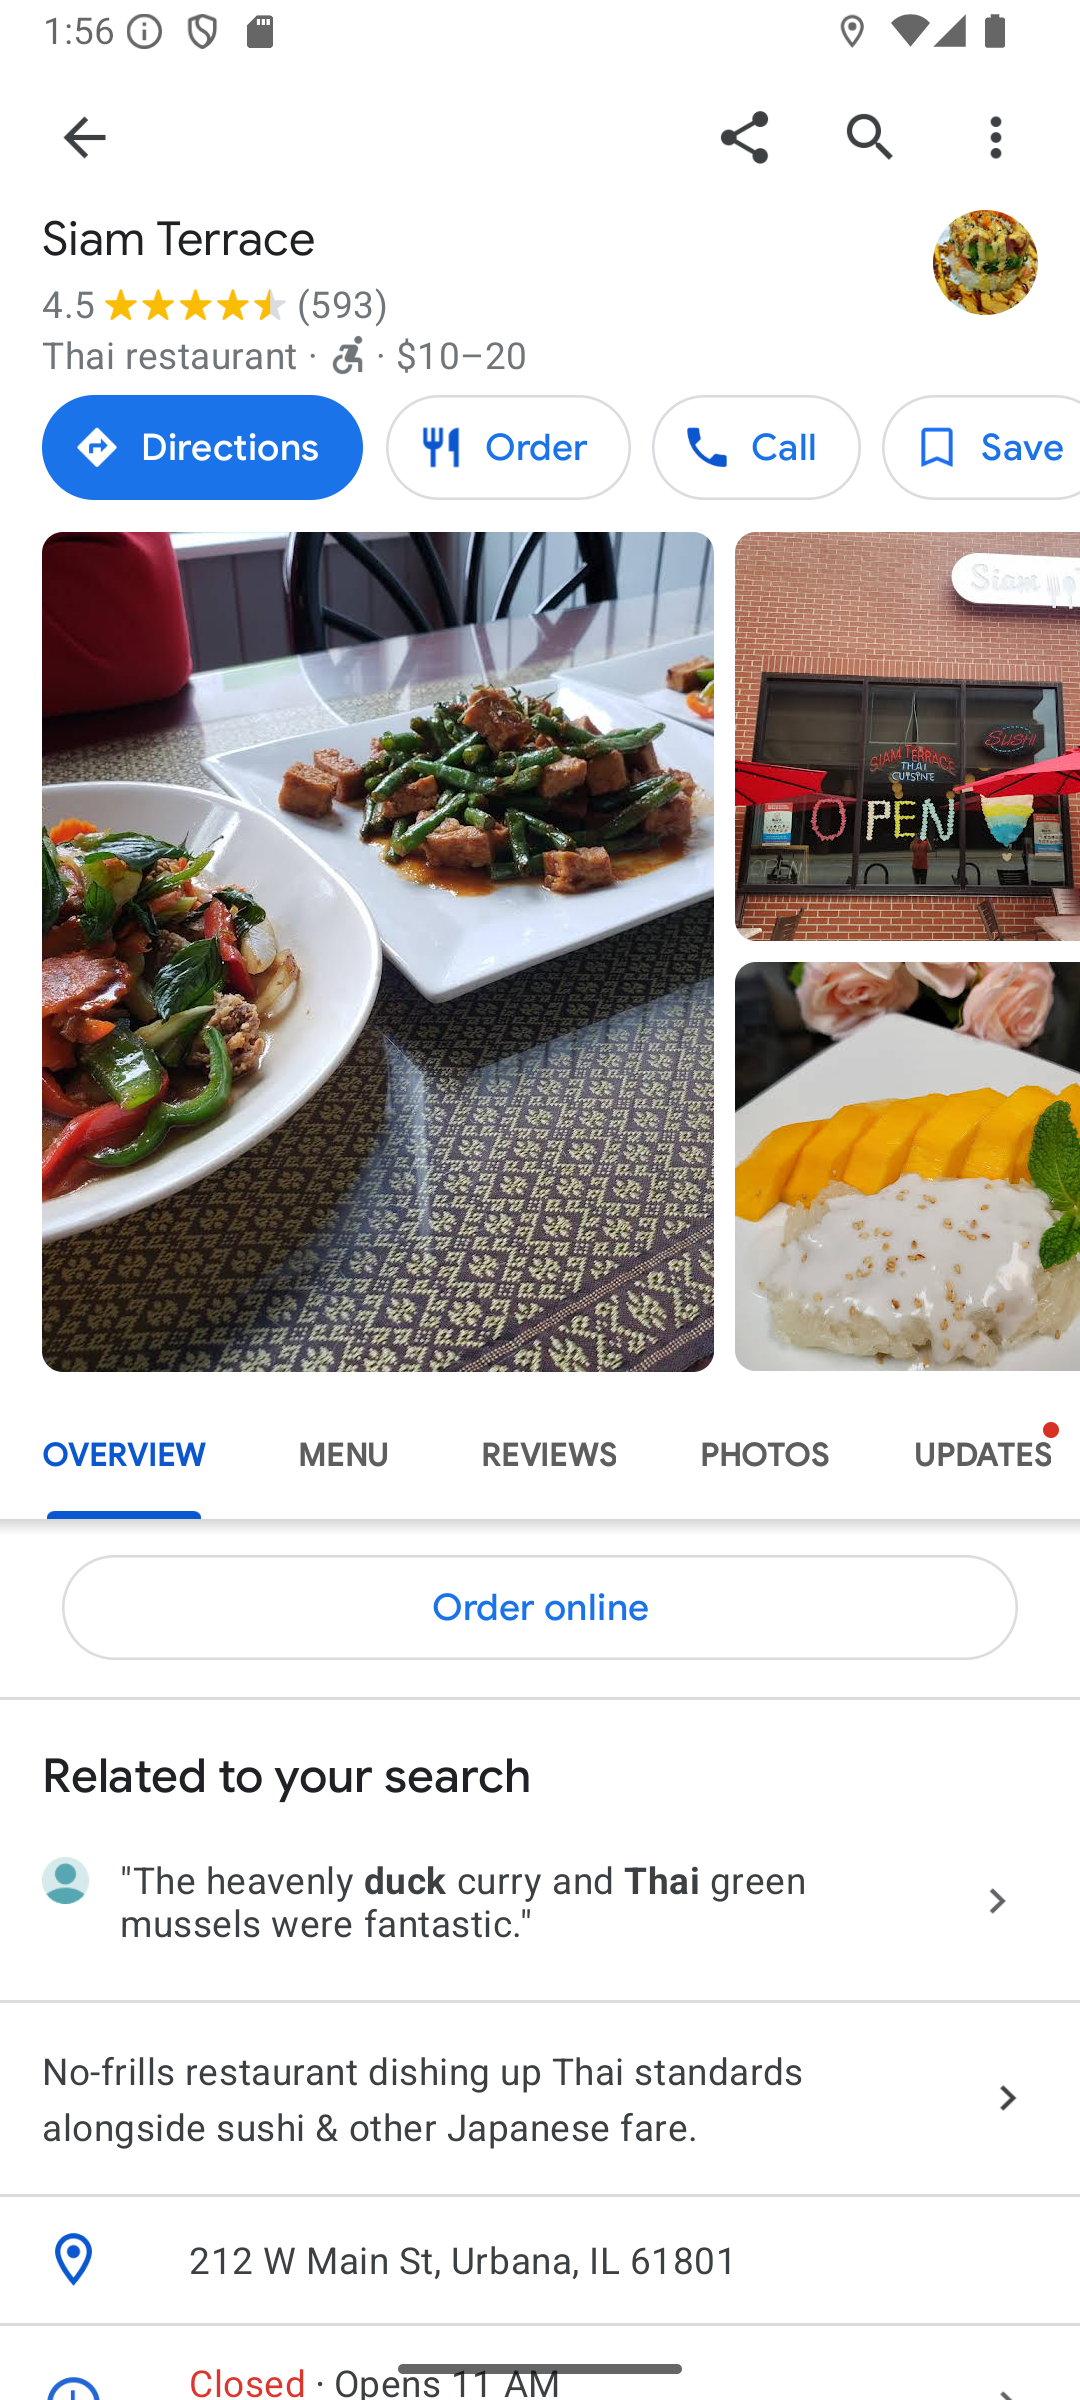 1:56
Siam Terrace
4.5 (593)
Thai restaurant · · $10–20
Directions
Order
Call
Save
Siam
SUSHI
SIAM TERRACE
THAI
CUISINE
OPEN
OPEN
OVERVIEW
MENU
REVIEWS
PHOTOS
UPDATES
Order online
Related to your search
"The heavenly duck curry and Thai green
mussels were fantastic."
No-frills restaurant dishing up Thai standards
alongside sushi & other Japanese fare.
212 W Main St, Urbana, IL 61801
Closed · Opens 11 AM